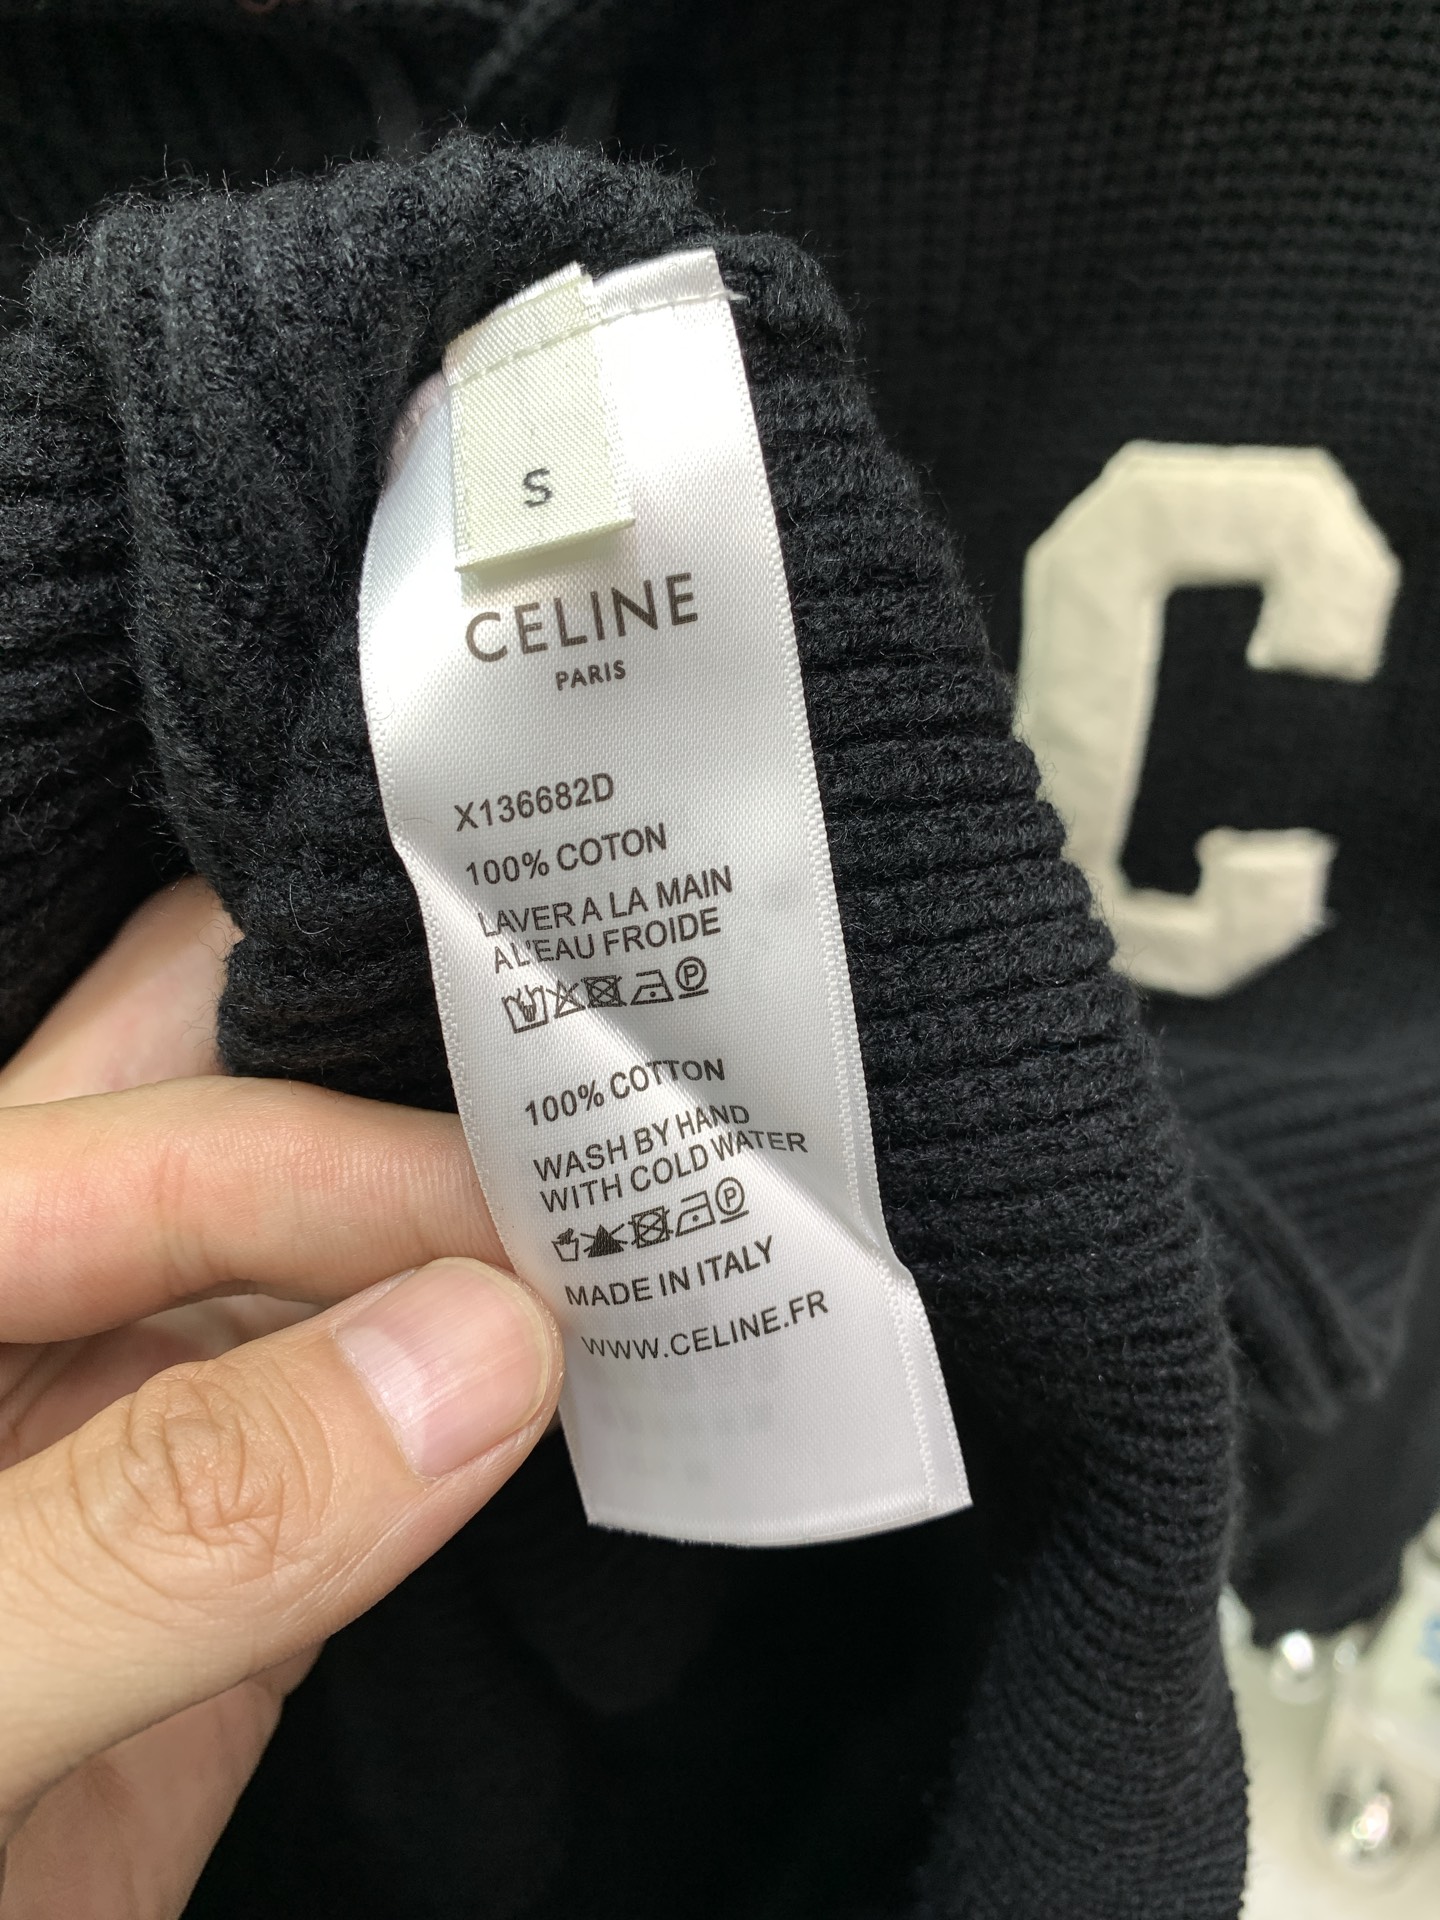 S
CELINE
PARIS
X136682D
100% COTON
LAVER A LA MAIN
A L'EAU FROIDE
P
100% COTTON
WASH BY HAND
WITH COLD WATER
P
MADE IN ITALY
WWW.CELINE.FR
C